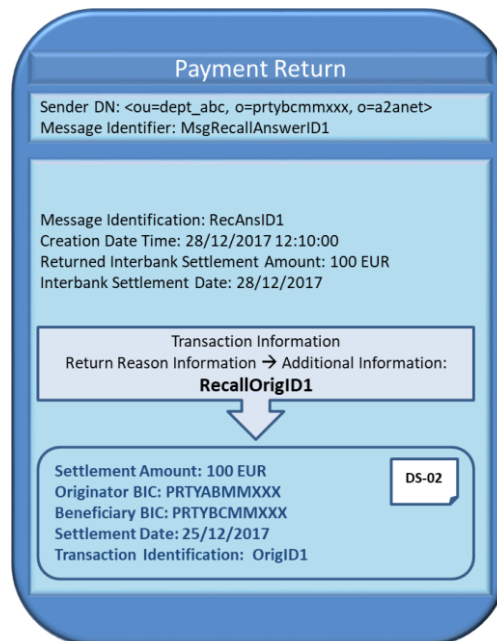 Payment Return
Sender DN: <ou=dept_abc, o=prtybcmmxxx, o=a2anet>
Message Identifier: MsgRecallAnswerID1
Message Identification: RecAnsID1
Creation Date Time: 28/12/2017 12:10:00
Returned Interbank Settlement Amount: 100 EUR
Interbank Settlement Date: 28/12/2017
Transaction Information
Return Reason Information → Additional Information:
RecallOrigID1
Settlement Amount: 100 EUR
Originator BIC: PRTYABMMXXX
Beneficiary BIC: PRTYBCMMXXX
Settlement Date: 25/12/2017
Transaction Identification: OrigID1
DS-02